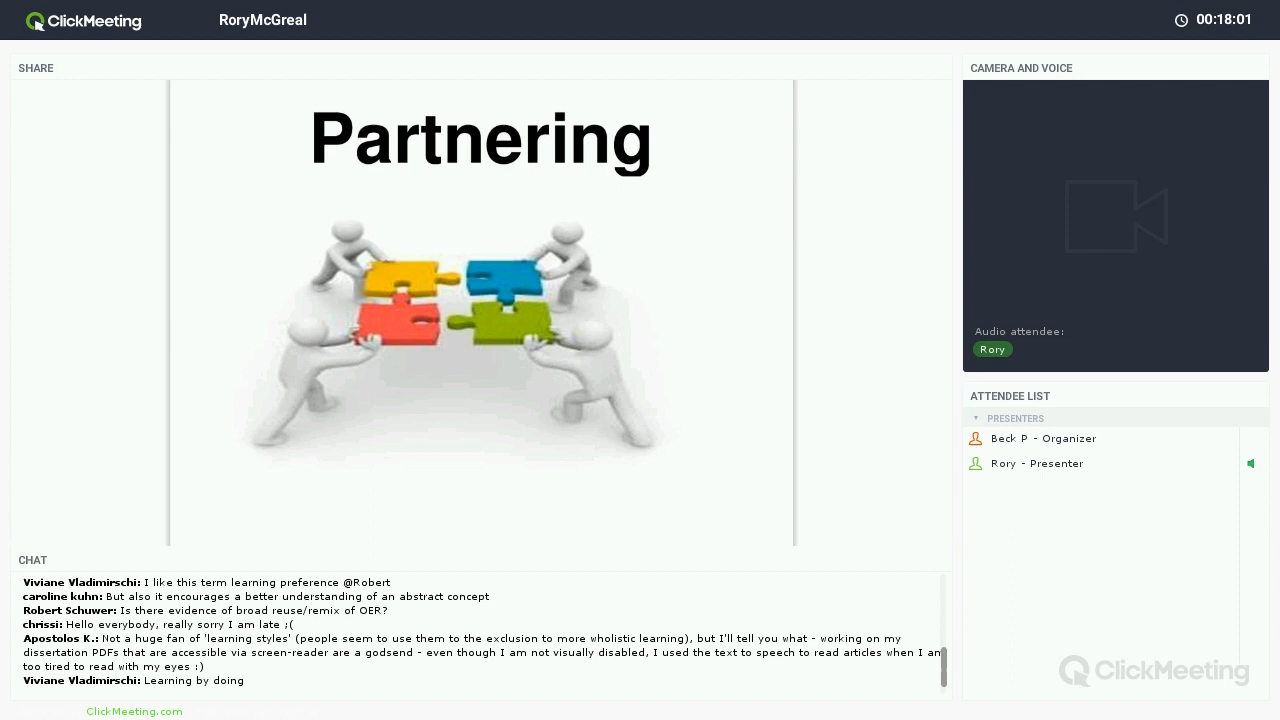 ClickMeeting
RoryMcGreal
00:18:01
SHARE
CAMERA AND VOICE
Partnering
Audio attendee:
Rory
ATTENDEE LIST
PRESENTERS
Beck P - Organizer
Rory - Presenter
CHAT
Viviane Vladimirschi: I like this term learning preference @Robert
caroline kuhn: But also it encourages a better understanding of an abstract concept
Robert Schuwer: Is there evidence of broad reuse/remix of OER?
chrissi: Hello everybody, really sorry I am late ;(
Apostolos K.: Not a huge fan of 'learning styles' (people seem to use them to the exclusion to more wholistic learning), but I'll tell you what - working on my
dissertation PDFs that are accessible via screen-reader are a godsend - even though I am not visually disabled, I used the text to speech to read articles when I am
too tired to read with my eyes :)
Viviane Vladimirschi: Learning by doing
ClickMeeting
ClickMeeting.com